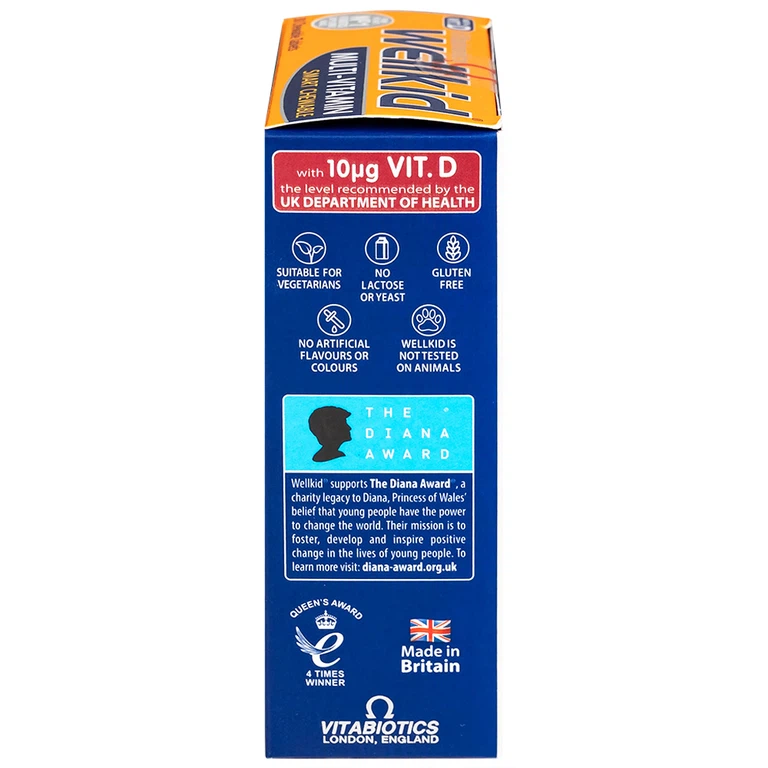 Wellkid
MULTI-VITAMIN
SMART CHEWABLE
with 10µg VIT. D
the level recommended by the
UK DEPARTMENT OF HEALTH
SUITABLE FOR
VEGETARIANS
NO
LACTOSE
OR YEAST
GLUTEN
FREE
NO ARTIFICIAL
FLAVOURS OR
COLOURS
WELLKID IS
NOT TESTED
ON ANIMALS
THE
DIANA
AWARD
Wellkid® supports The Diana Award®, a
charity legacy to Diana, Princess of Wales'
belief that young people have the power
to change the world. Their mission is to
foster, develop and inspire positive
change in the lives of young people. To
learn more visit: diana-award.org.uk
QUEEN'S AWARD
4 TIMES
WINNER
Made in
Britain
VITABIOTICS
LONDON, ENGLAND